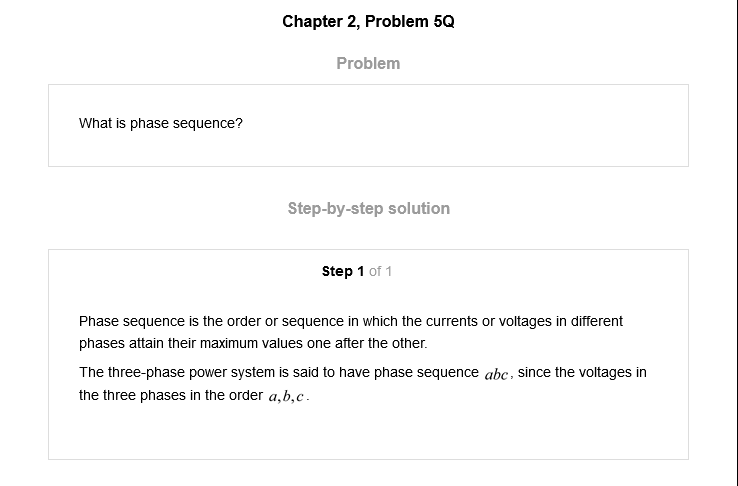 Chapter 2, Problem 5Q
Problem
What is phase sequence?
Step-by-step solution
Step 1 of 1
Phase sequence is the order or sequence in which the currents or voltages in different
phases attain their maximum values one after the other.
The three-phase power system is said to have phase sequence abc, since the voltages in
the three phases in the order a,b,c.